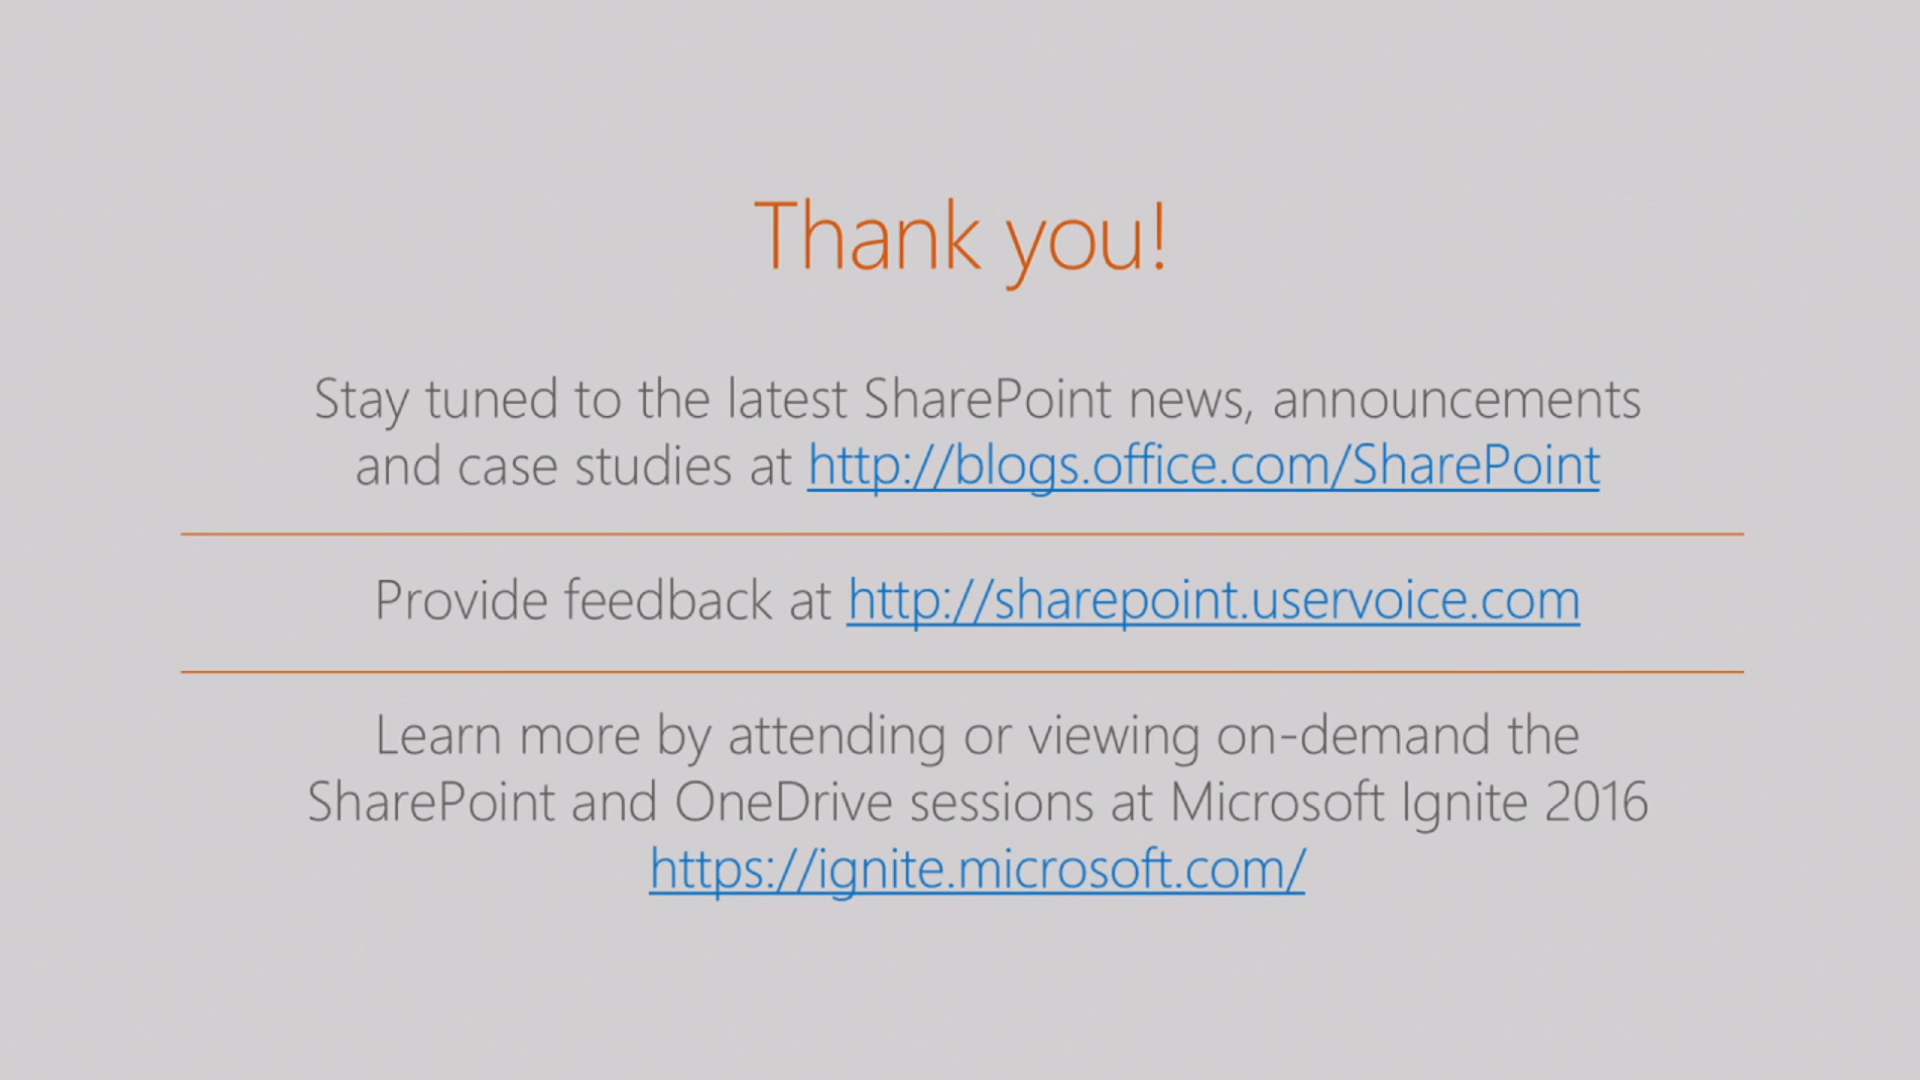 Thank you!
Stay tuned to the latest SharePoint news, announcements
and case studies at http://blogs.office.com/SharePoint
Provide feedback at http://sharepoint.uservoice.com
Learn more by attending or viewing on-demand the
SharePoint and OneDrive sessions at Microsoft Ignite 2016
https://ignite.microsoft.com/